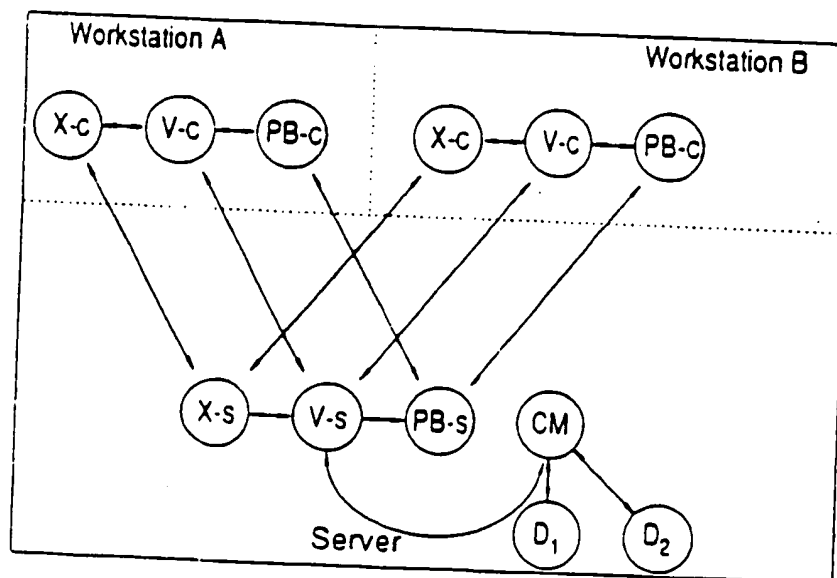 Workstation A
Workstation B
X-c
V-c
PB-c
X-c
V-c
PB-c
X-s
V-s
PB-s
CM
Server
D₁
D₂